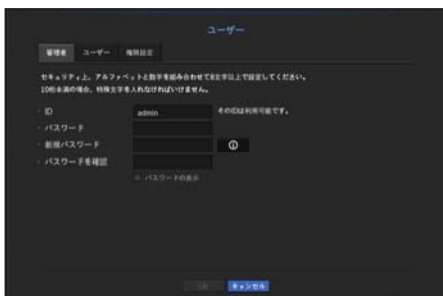 ユーザー
管理者 ユーザー 権限設定
セキュリティ上、アルファベットと数字を組み合わせて8文字以上で設定してください。
10桁未満の場合、特殊文字を入れなければいけません。
ID admin そのIDは利用可能です。
パスワード
新規パスワード
パスワードを確認
パスワードの表示
OK キャンセル